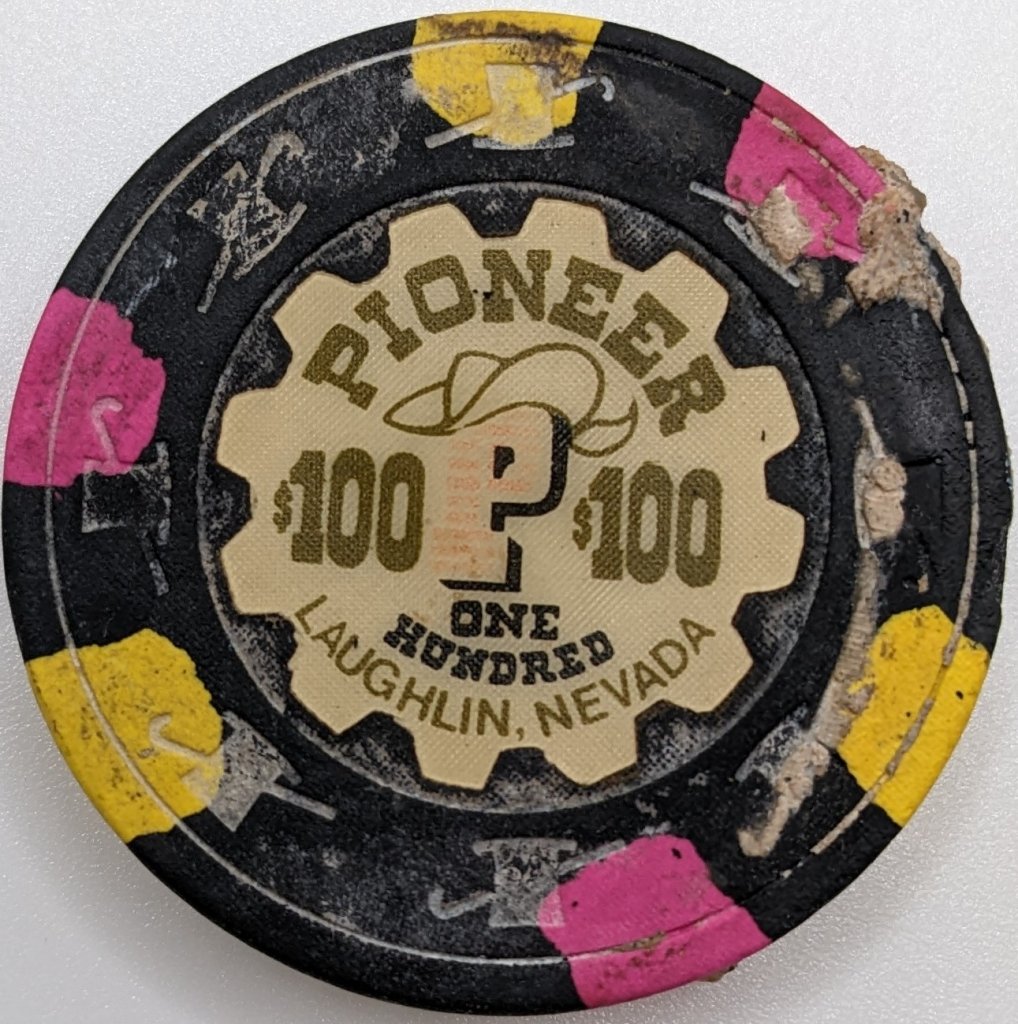 PIONEER
P
$100 $100
ONE
HUNDRED
LAUGHLIN, NEVADA